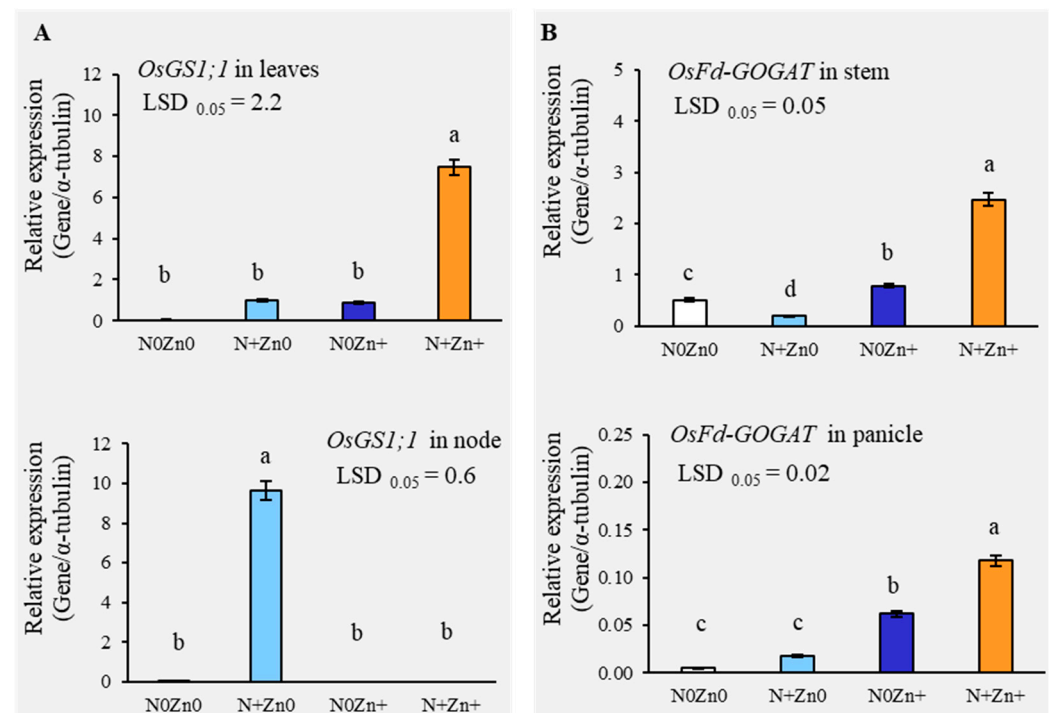 A
OsGS1;1 in leaves
LSD 0.05 = 2.2
Relative expression
(Gene/α-tubulin)
12
10
8
6
4
2
0
b
b
b
a
N0Zn0 N+Zn0 N0Zn+ N+Zn+
OsGS1;1 in node
LSD 0.05 = 0.6
Relative expression
(Gene/α-tubulin)
12
10
8
6
4
2
0
b
a
b
b
N0Zn0 N+Zn0 N0Zn+ N+Zn+
B
OsFd-GOGAT in stem
LSD 0.05 = 0.05
Relative expression
(Gene/α-tubulin)
5
4
3
2
1
0
c
d
b
a
N0Zn0 N+Zn0 N0Zn+ N+Zn+
OsFd-GOGAT in panicle
LSD 0.05 = 0.02
Relative expression
(Gene/α-tubulin)
0.25
0.20
0.15
0.10
0.05
0.00
c
c
b
a
N0Zn0 N+Zn0 N0Zn+ N+Zn+